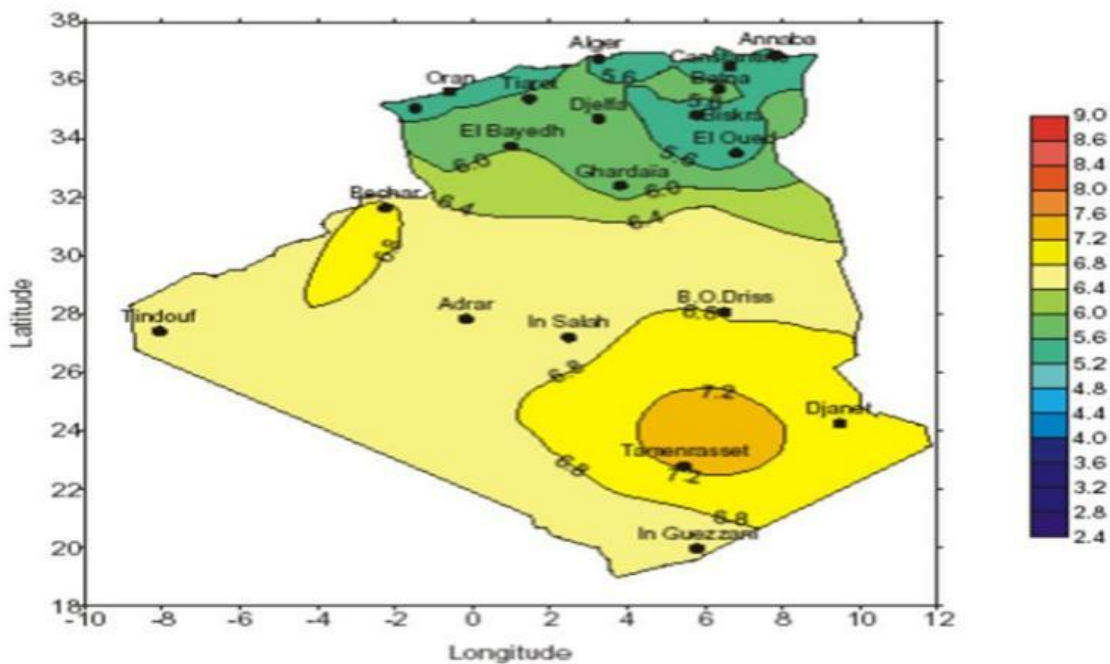 38
36
34
32
30
28
26
24
22
20
18
Latitude
-10 -8 -6 -4 -2 0 2 4 6 8 10 12
Longitude
Alger
Annaba
Constantine
Oran
Tiaret
5.6
Batna
5.6
Djelfa
Biskra
El Bayedh
El Oued
5.6
6.0
Ghardaïa
6.0
Bechar
6.4
6.4
6.8
Tindouf
Adrar
In Salah
B.O.Driss
6.8
6.8
7.2
Djanet
Tamenrasset
7.2
6.8
6.8
In Guezzam
9.0
8.6
8.4
8.0
7.6
7.2
6.8
6.4
6.0
5.6
5.2
4.4
4.0
3.6
3.2
2.8
2.4